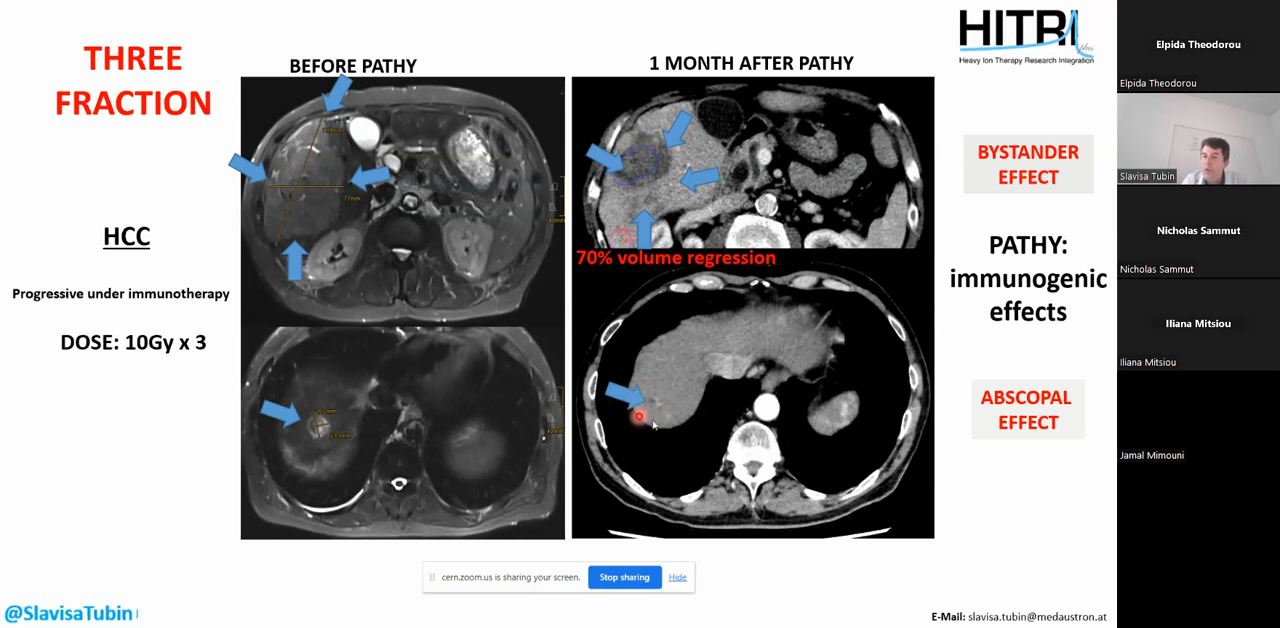 THREE
FRACTION
HCC
Progressive under immunotherapy
DOSE: 10Gy x 3
BEFORE PATHY
1 MONTH AFTER PATHY
70% volume regression
HITRI plus
Heavy Ion Therapy Research Integration
BYSTANDER
EFFECT
PATHY:
immunogenic
effects
ABSCOPAL
EFFECT
cern.zoom.us is sharing your screen.
Stop sharing
Hide
@SlavisaTubin
E-Mail: slavisa.tubin@medaustron.at
Elpida Theodorou
Elpida Theodorou
Slavisa Tubin
Nicholas Sammut
Nicholas Sammut
Iliana Mitsiou
Iliana Mitsiou
Jamal Mimouni